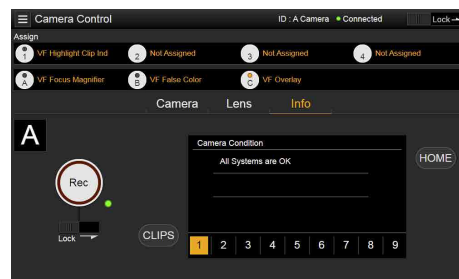 Camera Control ID : A Camera Connected Lock
Assign
1 VF Highlight Clip Ind 2 Not Assigned 3 Not Assigned 4 Not Assigned
A VF Focus Magnifier B VF False Color C VF Overlay
Camera Lens Info
A
Camera Condition
All Systems are OK
HOME
Rec
Lock
CLIPS
1 2 3 4 5 6 7 8 9